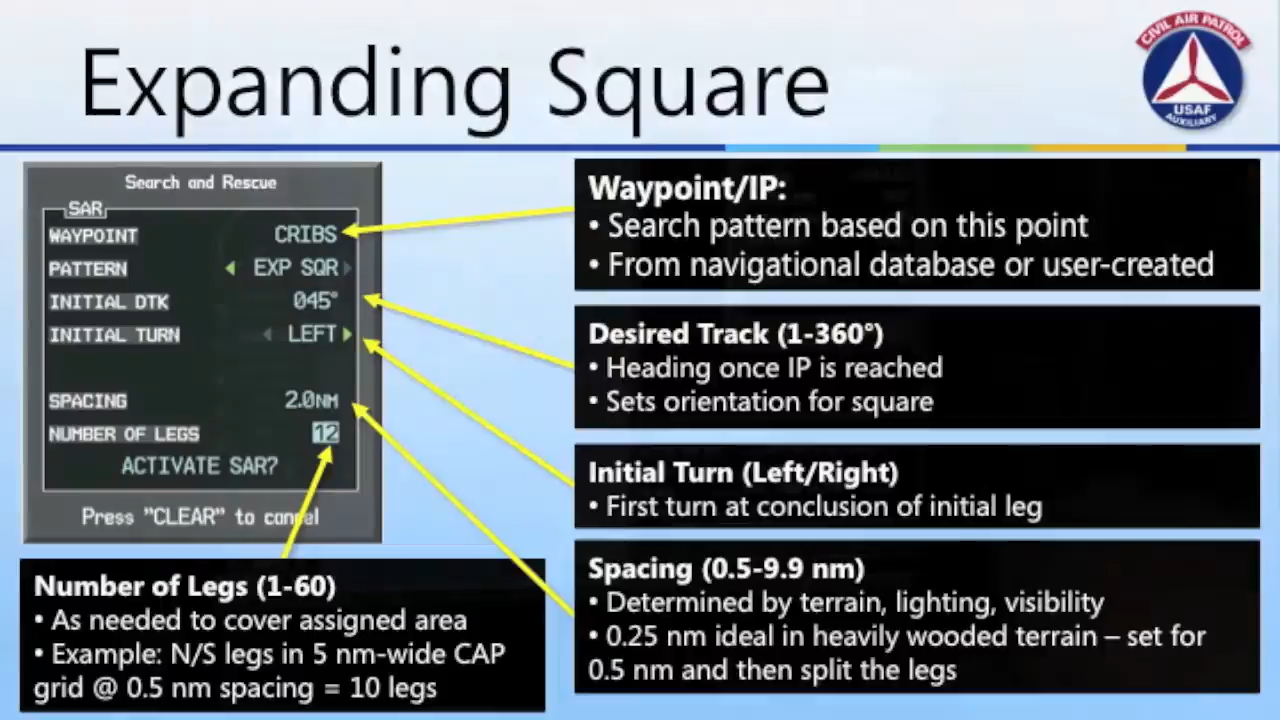 Expanding Square
CIVIL AIR PATROL
USAF
AUXILIARY
Search and Rescue
SAR
WAYPOINT CRIBS
PATTERN EXP SQR
INITIAL DTK 045°
INITIAL TURN LEFT
SPACING 2.0NM
NUMBER OF LEGS 12
ACTIVATE SAR?
Press "CLEAR" to cancel
Waypoint/IP:
• Search pattern based on this point
• From navigational database or user-created
Desired Track (1-360°)
• Heading once IP is reached
• Sets orientation for square
Initial Turn (Left/Right)
• First turn at conclusion of initial leg
Spacing (0.5-9.9 nm)
• Determined by terrain, lighting, visibility
• 0.25 nm ideal in heavily wooded terrain – set for
0.5 nm and then split the legs
Number of Legs (1-60)
• As needed to cover assigned area
• Example: N/S legs in 5 nm-wide CAP
grid @ 0.5 nm spacing = 10 legs